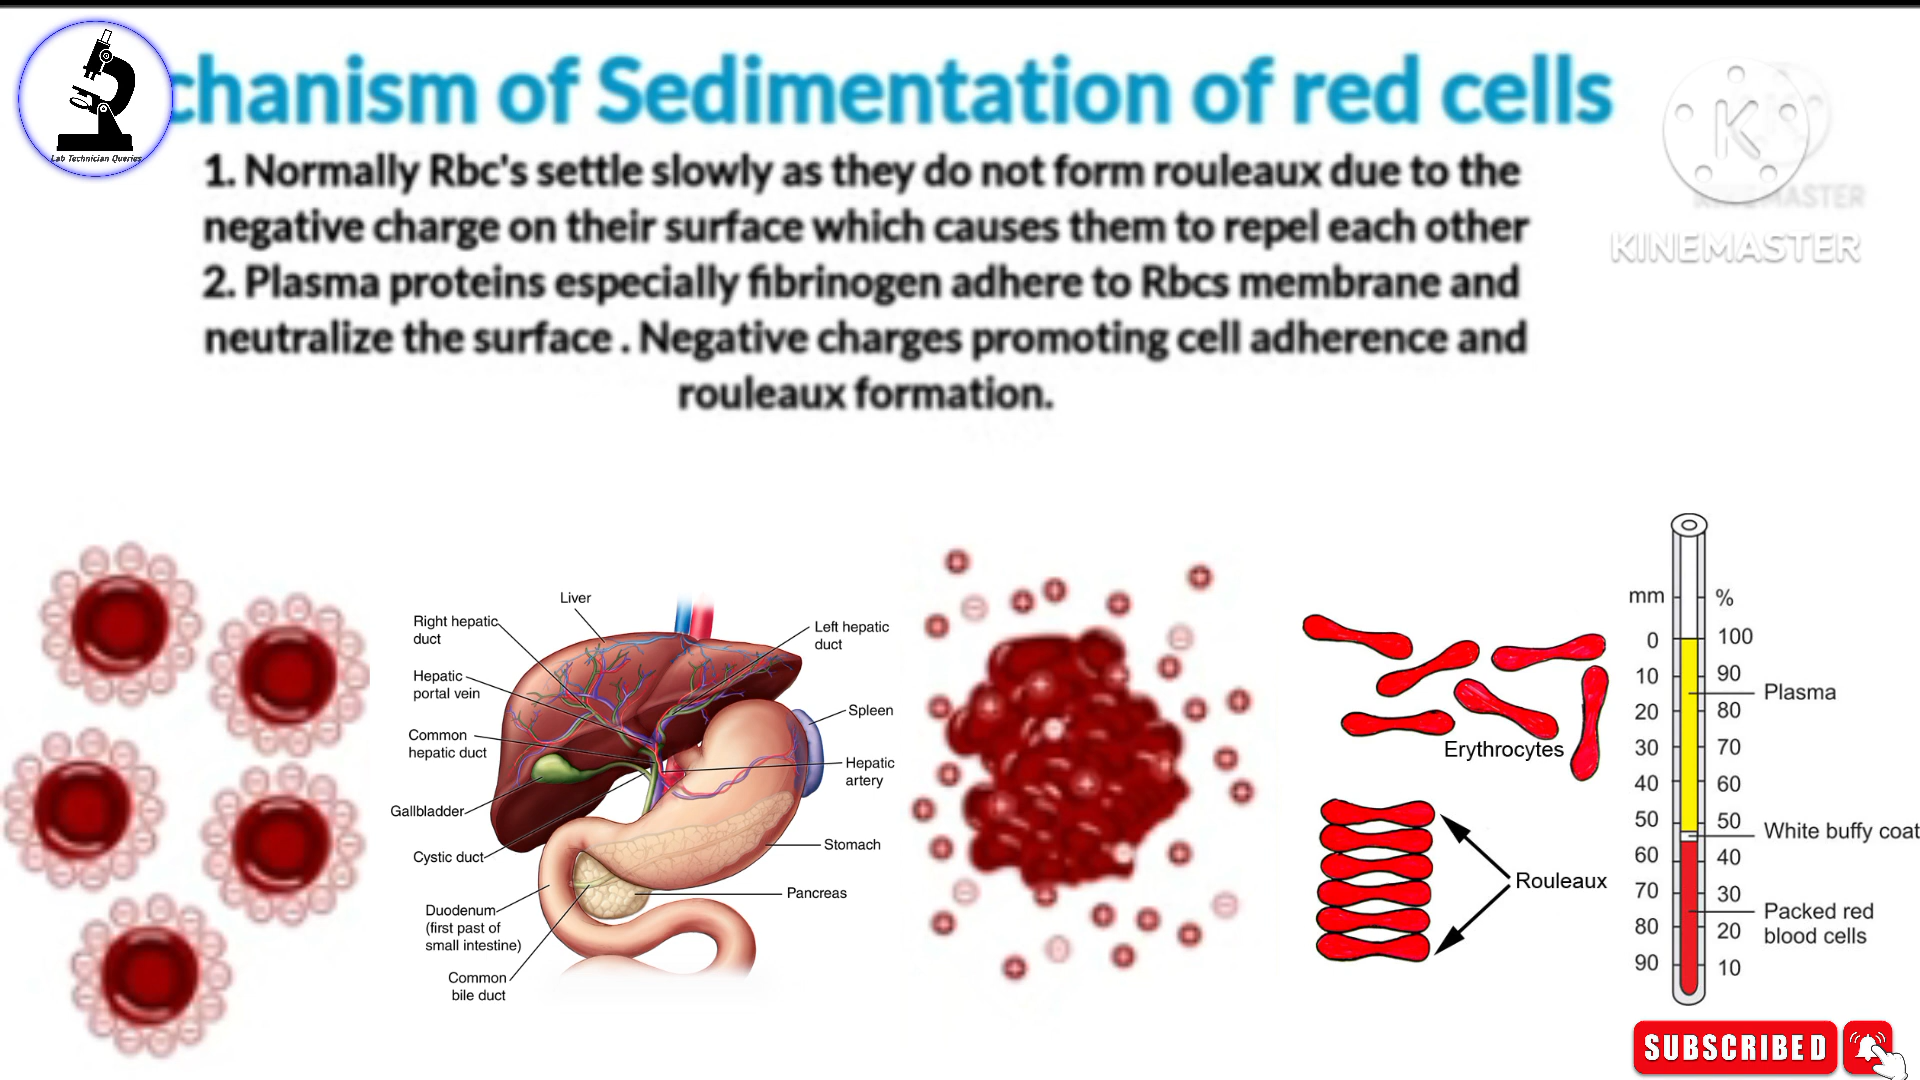 chanism of Sedimentation of red cells
Lab Technician Queries
KINEMASTER
KINEMASTER
1. Normally Rbc's settle slowly as they do not form rouleaux due to the
negative charge on their surface which causes them to repel each other
2. Plasma proteins especially fibrinogen adhere to Rbcs membrane and
neutralize the surface . Negative charges promoting cell adherence and
rouleaux formation.
Liver
Right hepatic
duct
Left hepatic
duct
Hepatic
portal vein
Spleen
Common
hepatic duct
Hepatic
artery
Gallbladder
Cystic duct
Stomach
Pancreas
Duodenum
(first past of
small intestine)
Common
bile duct
Erythrocytes
Rouleaux
mm %
0 100
10 90
Plasma
20 80
30 70
40 60
50 50
White buffy coat
60 40
70 30
Packed red
blood cells
80 20
90 10
SUBSCRIBED